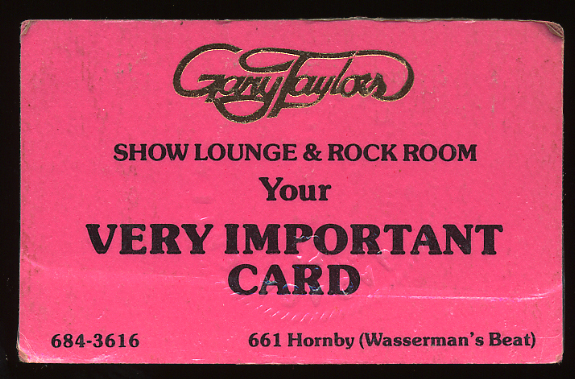 Gary Taylors
SHOW LOUNGE & ROCK ROOM
Your
VERY IMPORTANT
CARD
684-3616 661 Hornby (Wasserman's Beat)